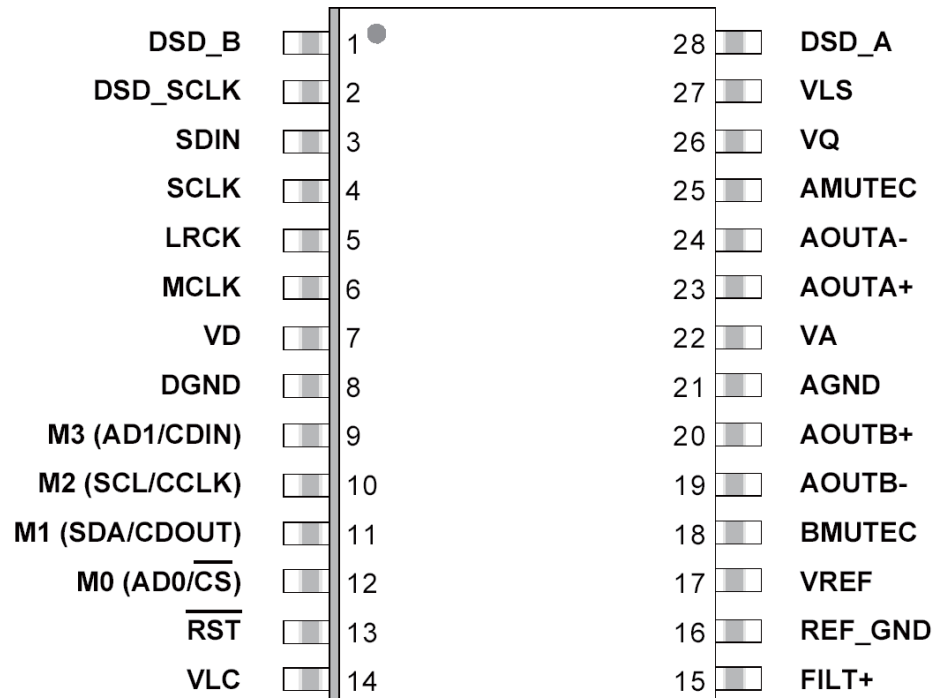 DSD_B 1 28 DSD_A
DSD_SCLK 2 27 VLS
SDIN 3 26 VQ
SCLK 4 25 AMUTEC
LRCK 5 24 AOUTA-
MCLK 6 23 AOUTA+
VD 7 22 VA
DGND 8 21 AGND
M3 (AD1/CDIN) 9 20 AOUTB+
M2 (SCL/CCLK) 10 19 AOUTB-
M1 (SDA/CDOUT) 11 18 BMUTEC
M0 (AD0/C̅S̅) 12 17 VREF
R̅S̅T̅ 13 16 REF_GND
VLC 14 15 FILT+